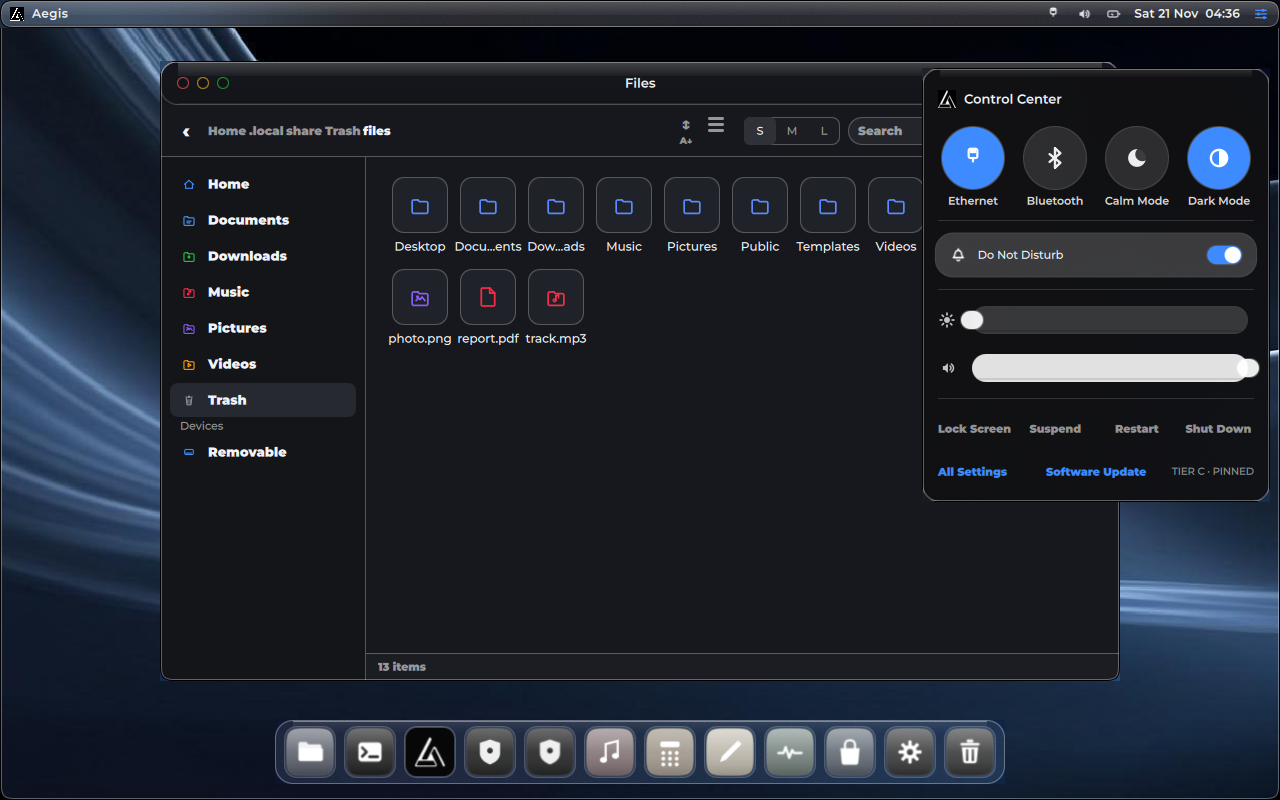 Aegis
Sat 21 Nov 04:36
Files
Home .local share Trash files
A
S M L
Search
Home
Documents
Downloads
Music
Pictures
Videos
Trash
Devices
Removable
Desktop Docu...ents Dow...ads Music Pictures Public Templates Videos
photo.png report.pdf track.mp3
13 items
Control Center
Ethernet Bluetooth Calm Mode Dark Mode
Do Not Disturb
Lock Screen Suspend Restart Shut Down
All Settings Software Update TIER C · PINNED